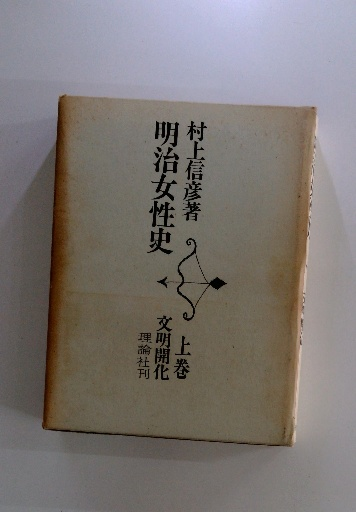 村上信彦著
明治女性史
上巻
文明開化
理論社刊